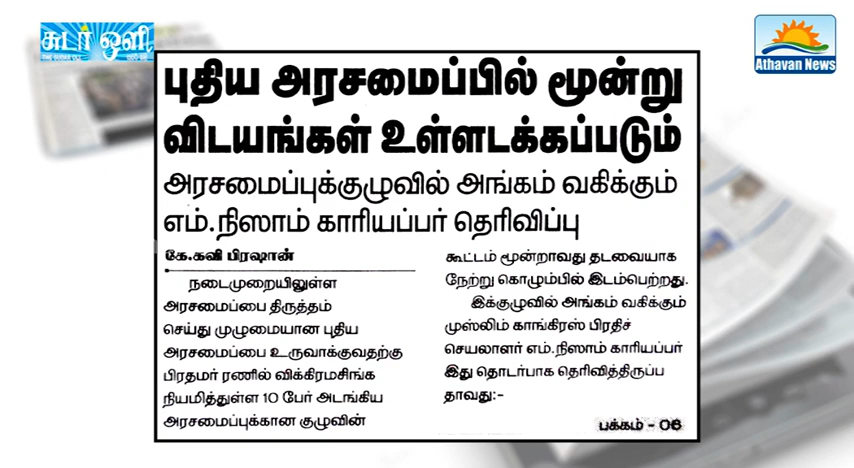 சுடர் ஒளி
Athavan News
புதிய அரசமைப்பில் மூன்று
விடயங்கள் உள்ளடக்கப்படும்
அரசமைப்புக்குழுவில் அங்கம் வகிக்கும்
எம்.நிஸாம் காரியப்பர் தெரிவிப்பு
கே.கவி பிரஷான்
நடைமுறையிலுள்ள
அரசமைப்பை திருத்தம்
செய்து முழுமையான புதிய
அரசமைப்பை உருவாக்குவதற்கு
பிரதமர் ரணில் விக்கிரமசிங்க
நியமித்துள்ள 10 பேர் அடங்கிய
அரசமைப்புக்கான குழுவின்
கூட்டம் மூன்றாவது தடவையாக
நேற்று கொழும்பில் இடம்பெற்றது.
இக்குழுவில் அங்கம் வகிக்கும்
முஸ்லிம் காங்கிரஸ் பிரதிச்
செயலாளர் எம்.நிஸாம் காரியப்பர்
இது தொடர்பாக தெரிவித்திருப்ப
தாவது:-
பக்கம் - 06